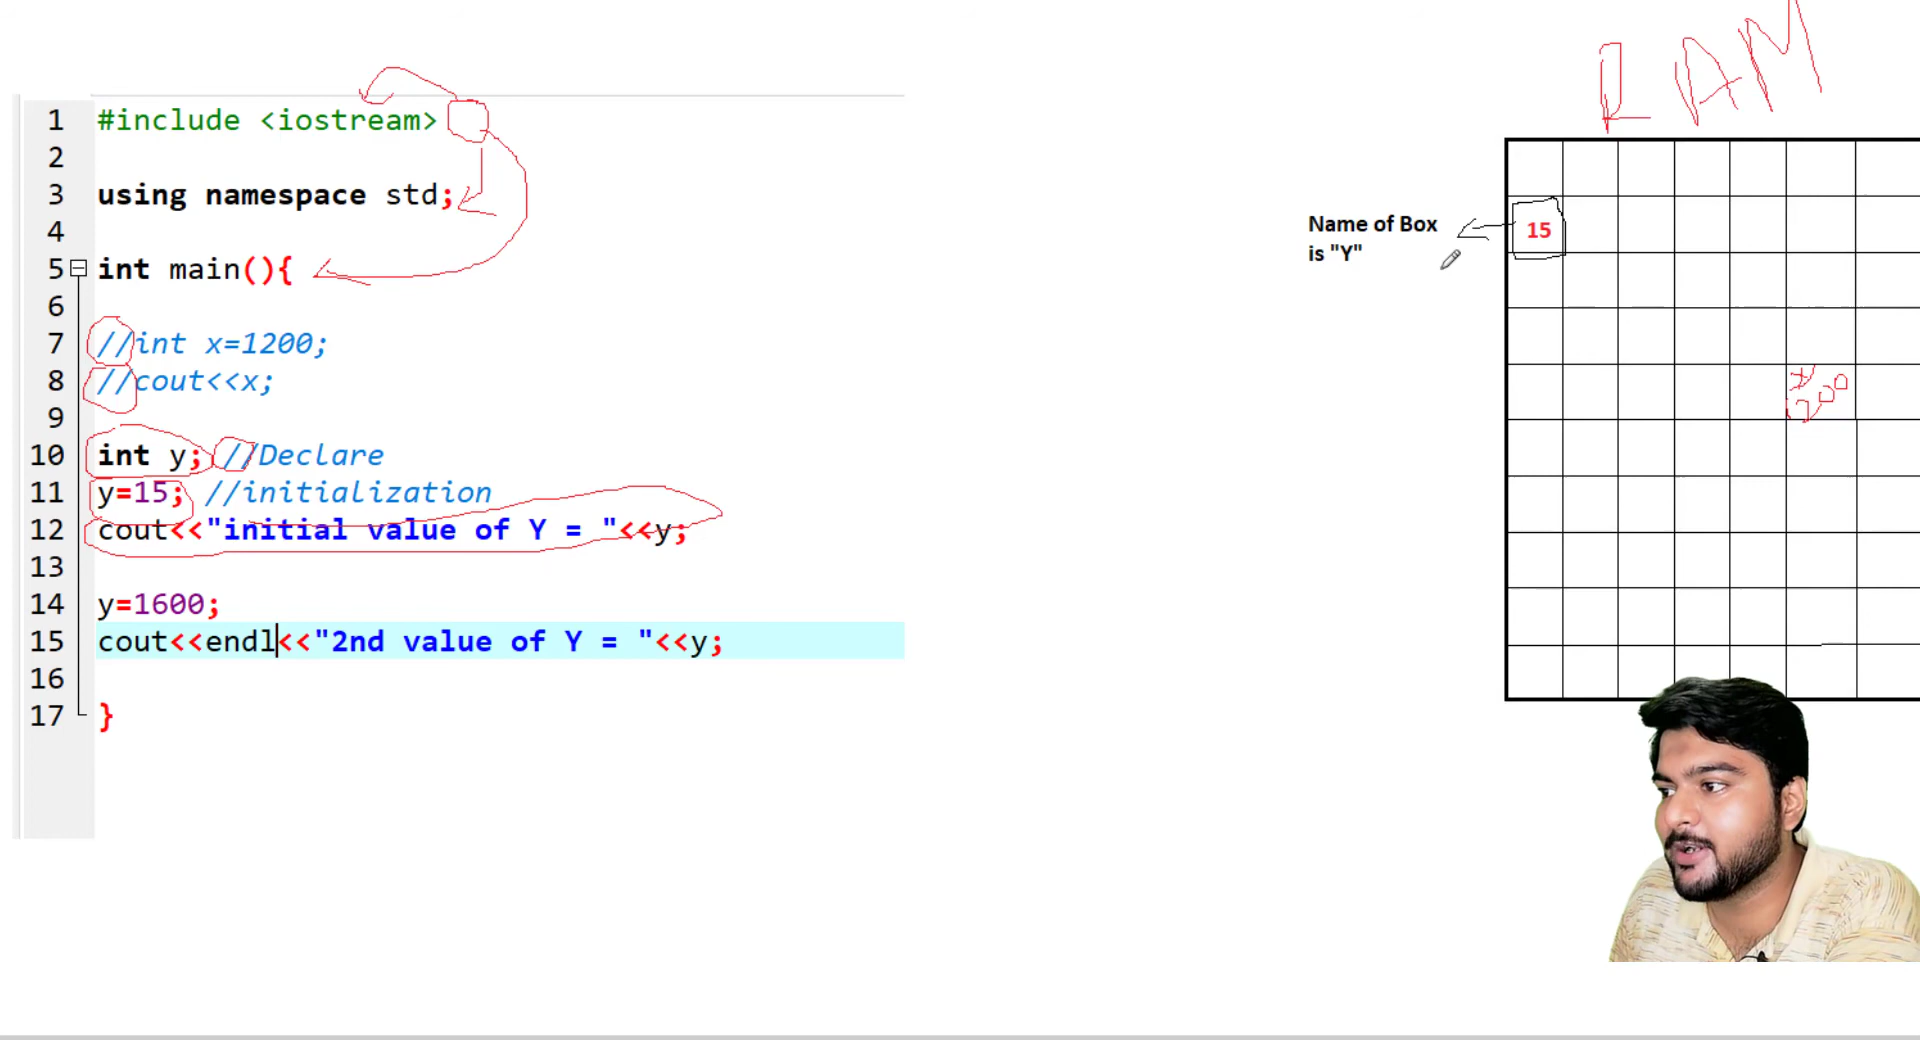 1 #include <iostream>
2
3 using namespace std;
4
5 int main(){
6
7 //int x=1200;
8 //cout<<x;
9
10 int y; //Declare
11 y=15; //initialization
12 cout<<"initial value of Y = "<<y;
13
14 y=1600;
15 cout<<endl<<"2nd value of Y = "<<y;
16
17 }
RAM
Name of Box
is "Y"
15